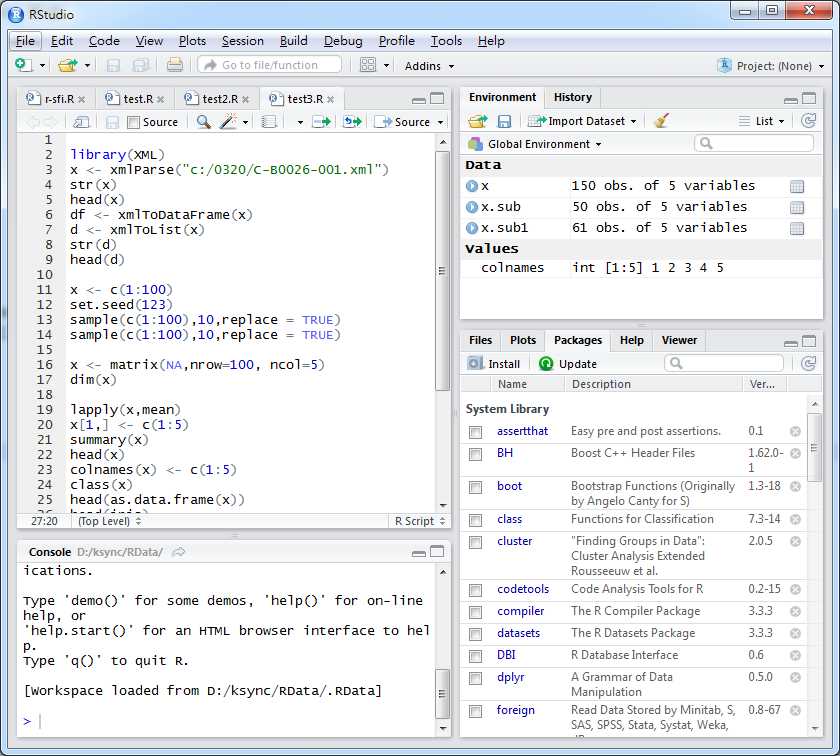 RStudio
File Edit Code View Plots Session Build Debug Profile Tools Help
Go to file/function Addins Project: (None)
r-sfi.R test.R test2.R test3.R
Source Source
1
2 library(XML)
3 x <- xmlParse("c:/0320/C-B0026-001.xml")
4 str(x)
5 head(x)
6 df <- xmlToDataFrame(x)
7 d <- xmlToList(x)
8 str(d)
9 head(d)
10
11 x <- c(1:100)
12 set.seed(123)
13 sample(c(1:100),10,replace = TRUE)
14 sample(c(1:100),10,replace = TRUE)
15
16 x <- matrix(NA,nrow=100, ncol=5)
17 dim(x)
18
19 lapply(x,mean)
20 x[1,] <- c(1:5)
21 summary(x)
22 head(x)
23 colnames(x) <- c(1:5)
24 class(x)
25 head(as.data.frame(x))
27:20 (Top Level) R Script
Console D:/ksync/RData/
ications.
Type 'demo()' for some demos, 'help()' for on-line
help, or
'help.start()' for an HTML browser interface to hel
p.
Type 'q()' to quit R.
[Workspace loaded from D:/ksync/RData/.RData]
>
Environment History
Import Dataset List
Global Environment
Data
x 150 obs. of 5 variables
x.sub 50 obs. of 5 variables
x.sub1 61 obs. of 5 variables
Values
colnames int [1:5] 1 2 3 4 5
Files Plots Packages Help Viewer
Install Update
Name Description Ver...
System Library
assertthat Easy pre and post assertions. 0.1
BH Boost C++ Header Files 1.62.0-
1
boot Bootstrap Functions (Originally 1.3-18
by Angelo Canty for S)
class Functions for Classification 7.3-14
cluster "Finding Groups in Data": 2.0.5
Cluster Analysis Extended
Rousseeuw et al.
codetools Code Analysis Tools for R 0.2-15
compiler The R Compiler Package 3.3.3
datasets The R Datasets Package 3.3.3
DBI R Database Interface 0.6
dplyr A Grammar of Data 0.5.0
Manipulation
foreign Read Data Stored by Minitab, S, 0.8-67
SAS, SPSS, Stata, Systat, Weka,